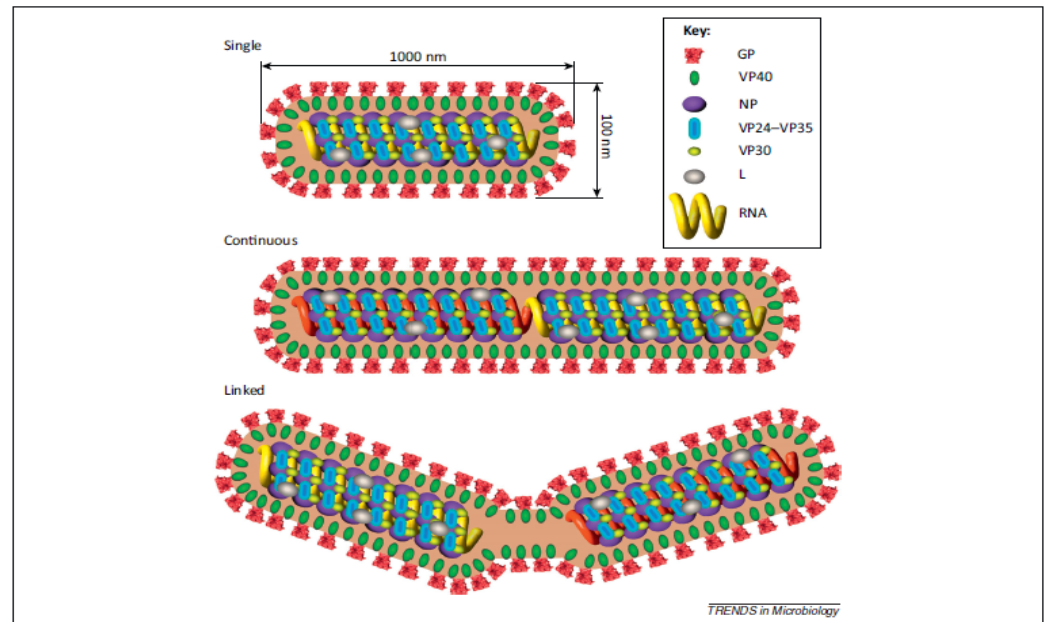 Single
1000 nm
100 nm
Key:
GP
VP40
NP
VP24–VP35
VP30
L
RNA
Continuous
Linked
TRENDS in Microbiology